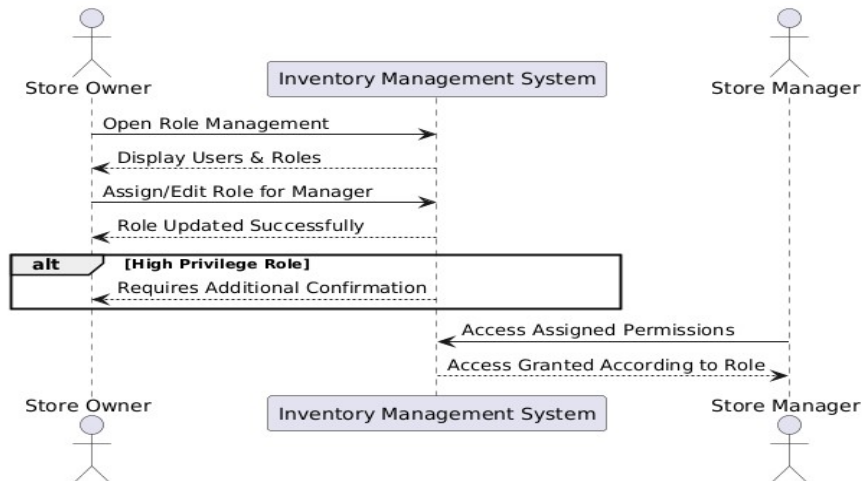 Store Owner
Inventory Management System
Store Manager
Open Role Management
Display Users & Roles
Assign/Edit Role for Manager
Role Updated Successfully
alt [High Privilege Role]
Requires Additional Confirmation
Access Assigned Permissions
Access Granted According to Role
Store Owner
Inventory Management System
Store Manager